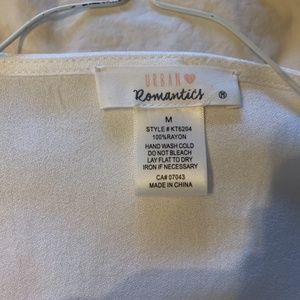 URBAN
Romantics ®
M
STYLE # KT6204
100%RAYON
HAND WASH COLD
DO NOT BLEACH
LAY FLAT TO DRY
IRON IF NECESSARY
CA# 07043
MADE IN CHINA